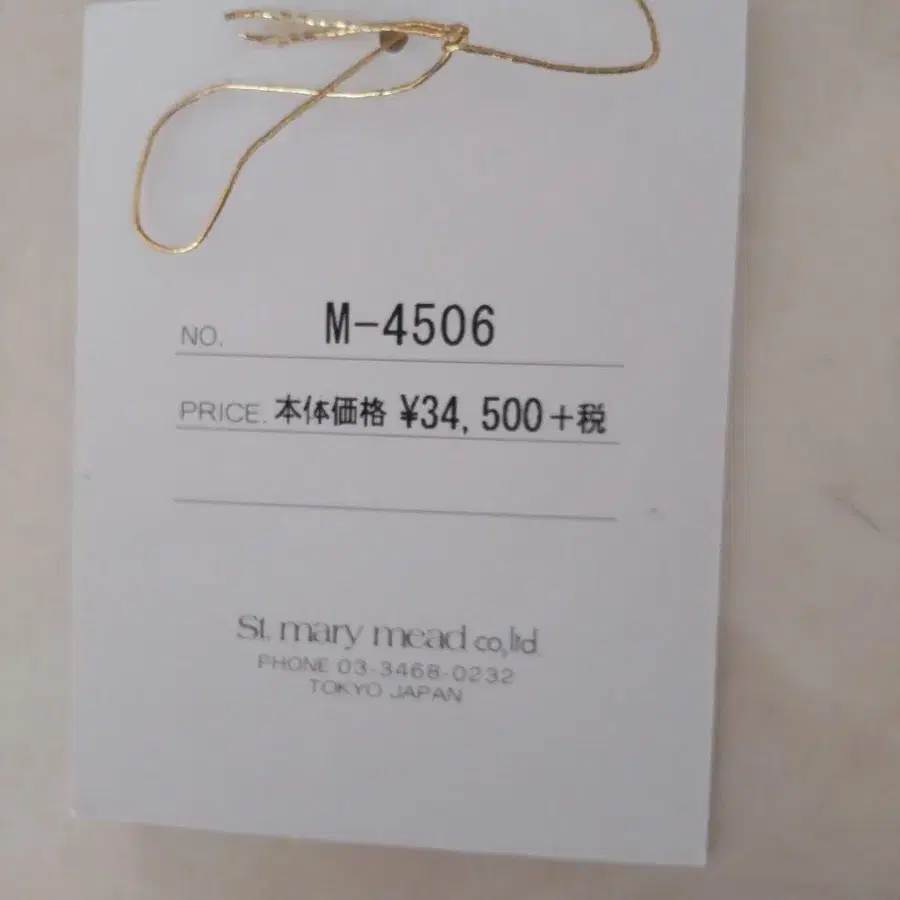 NO. M-4506
PRICE. 本体価格 ¥34,500+税
St. mary mead co,ltd.
PHONE 03-3468-0232
TOKYO JAPAN